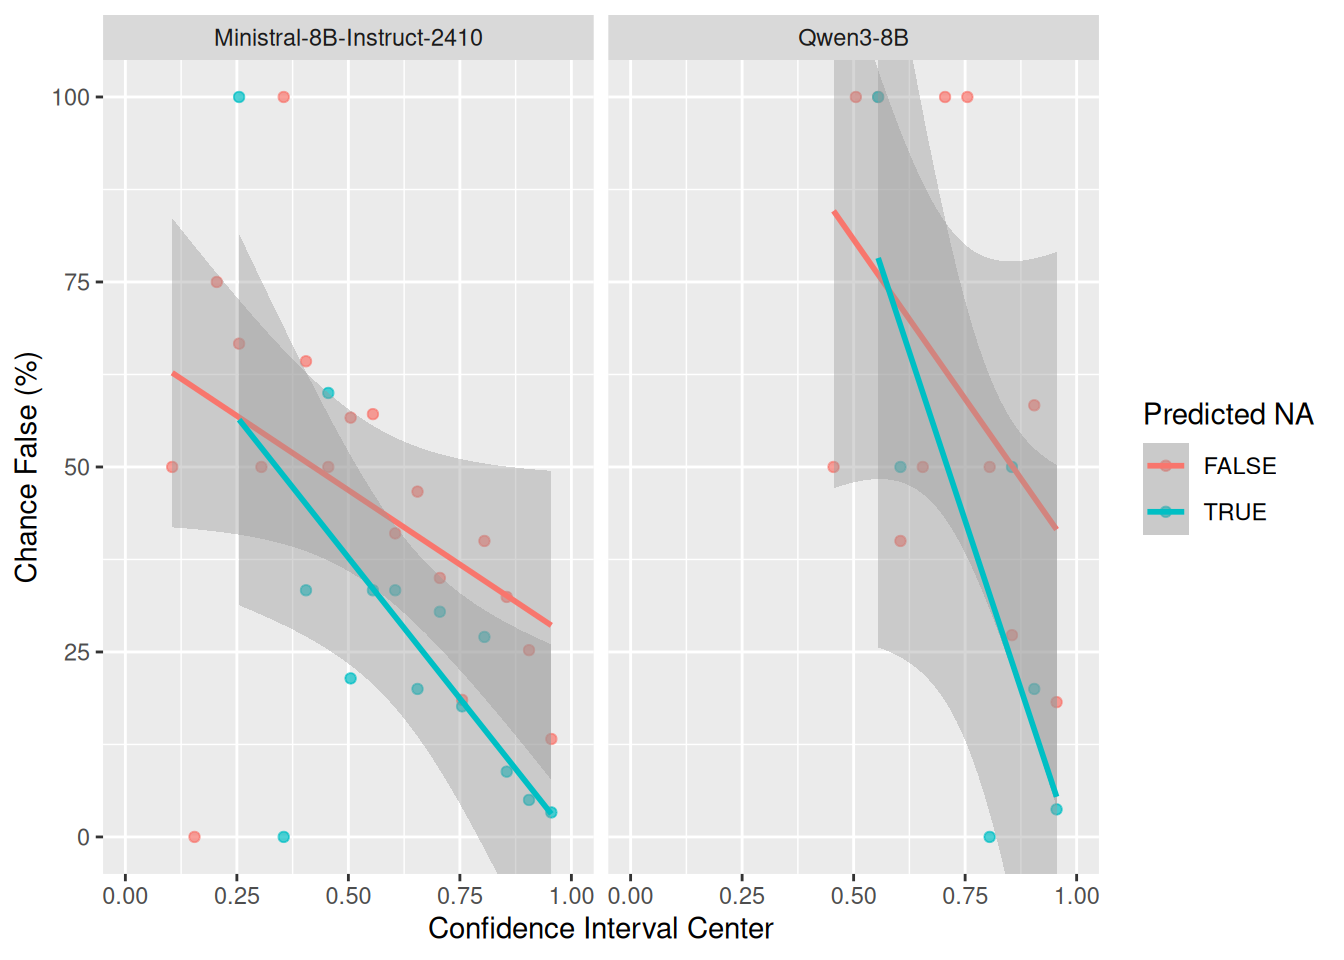 Ministral-8B-Instruct-2410
Qwen3-8B
100
75
50
25
0
Chance False (%)
0.00 0.25 0.50 0.75 1.00
0.00 0.25 0.50 0.75 1.00
Confidence Interval Center
Predicted NA
FALSE
TRUE